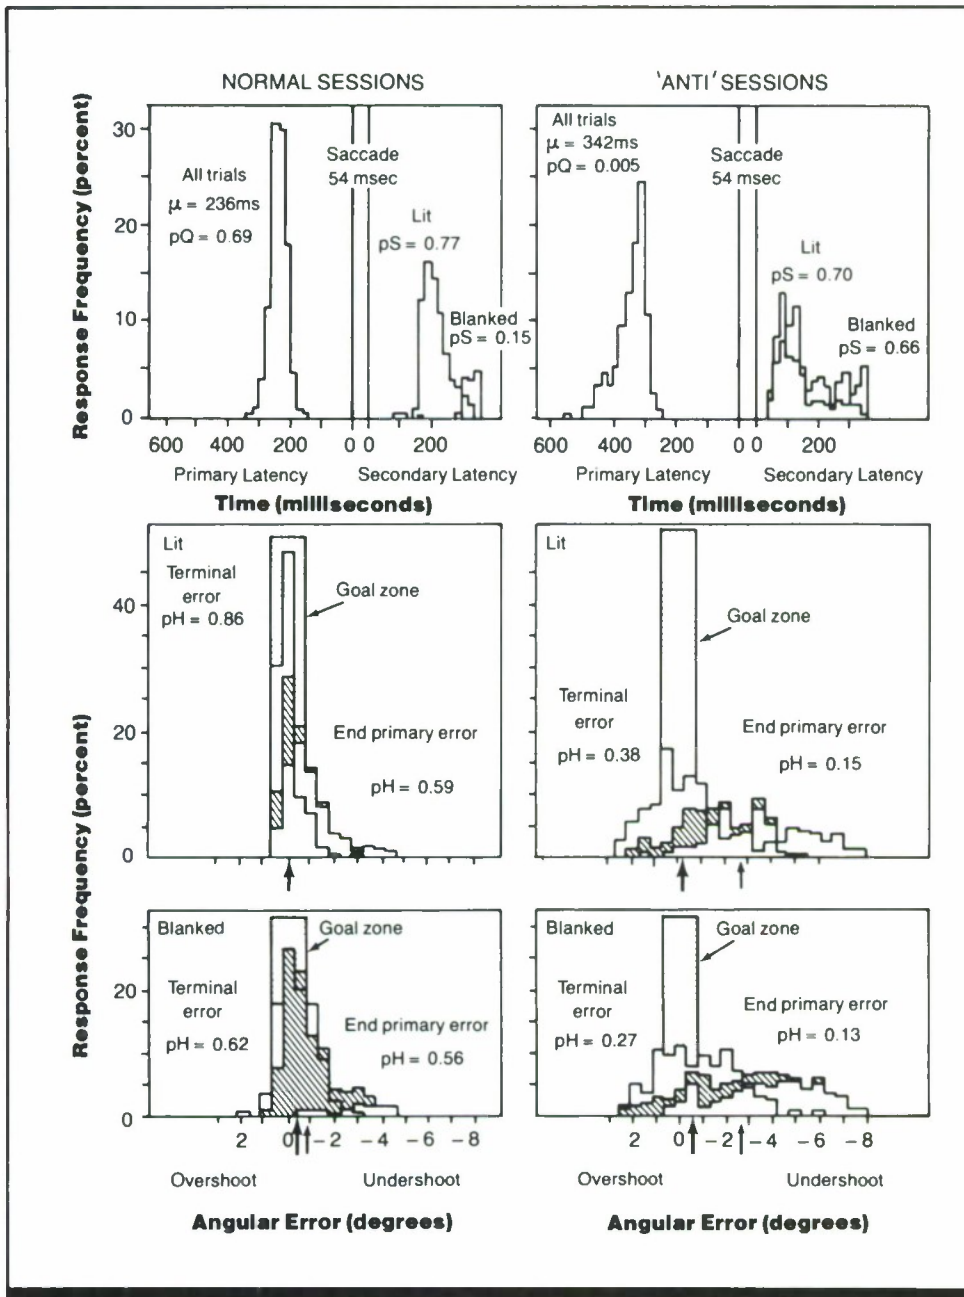 NORMAL SESSIONS
'ANTI' SESSIONS
Response Frequency (percent)
30
20
10
0
All trials
μ = 236ms
pQ = 0.69
Saccade
54 msec
Lit
pS = 0.77
Blanked
pS = 0.15
All trials
μ = 342ms
pQ = 0.005
Saccade
54 msec
Lit
pS = 0.70
Blanked
pS = 0.66
600 400 200 0 0 200
600 400 200 0 0 200
Primary Latency Secondary Latency
Primary Latency Secondary Latency
Time (milliseconds)
Time (milliseconds)
Response Frequency (percent)
40
20
0
Lit
Terminal
error
pH = 0.86
Goal zone
End primary error
pH = 0.59
Lit
Goal zone
Terminal
error
pH = 0.38
End primary error
pH = 0.15
Response Frequency (percent)
20
0
Blanked
Goal zone
Terminal
error
pH = 0.62
End primary error
pH = 0.56
Blanked
Goal zone
Terminal
error
pH = 0.27
End primary error
pH = 0.13
2 0 -2 -4 -6 -8
2 0 -2 -4 -6 -8
Overshoot Undershoot
Overshoot Undershoot
Angular Error (degrees)
Angular Error (degrees)